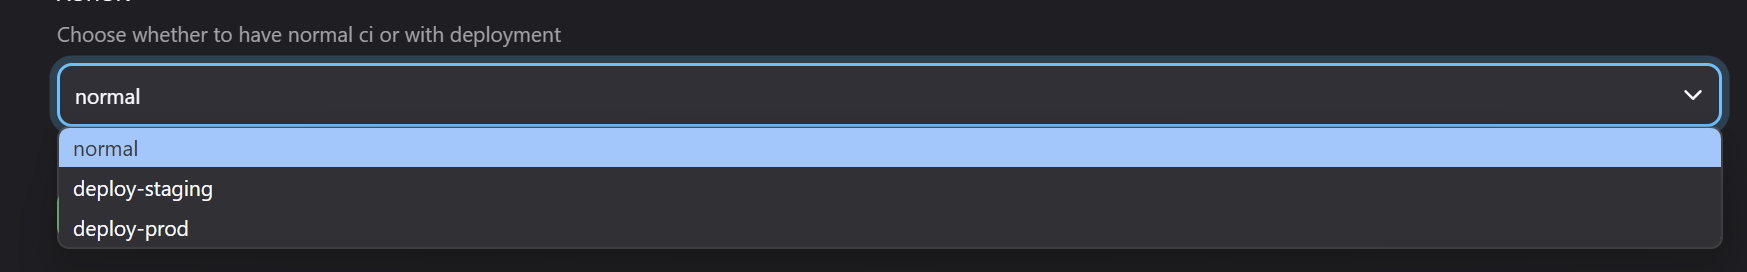 Choose whether to have normal ci or with deployment
normal
normal
deploy-staging
deploy-prod